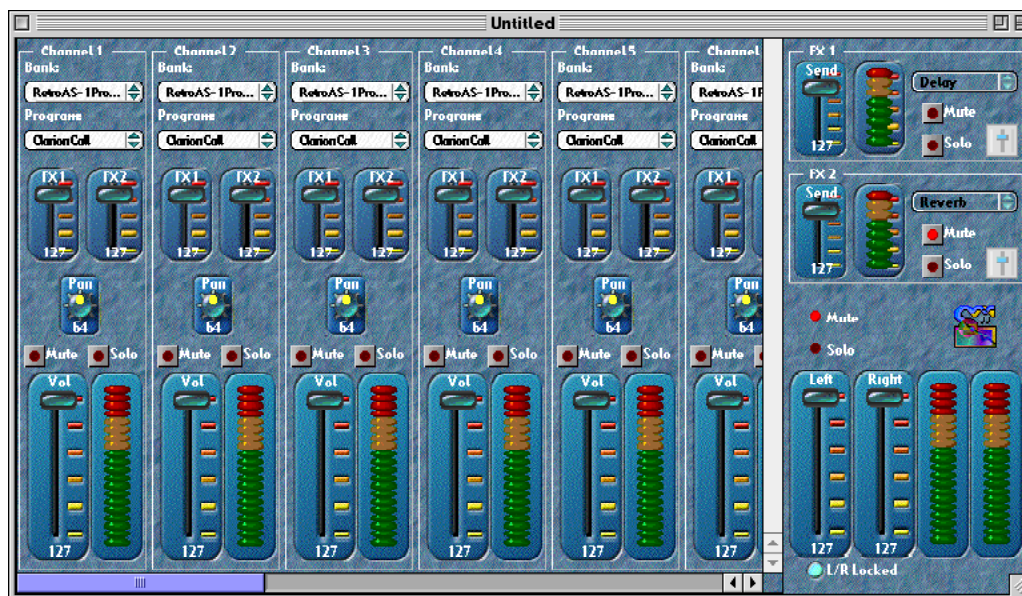 Untitled
Channel 1 Channel 2 Channel 3 Channel 4 Channel 5 Channel FX 1
Bank: Bank: Bank: Bank: Bank: Bank: Send
RetroAS-1Pro... RetroAS-1Pro... RetroAS-1Pro... RetroAS-1Pro... RetroAS-1Pro... RetroAS-1P Delay
Program: Program: Program: Program: Program: Program: Mute
ClarionCall ClarionCall ClarionCall ClarionCall ClarionCall ClarionCall 127 Solo
FX 2
FX1 FX2 FX1 FX2 FX1 FX2 FX1 FX2 FX1 FX2 FX1 Send
Reverb
Mute
127 127 127 127 127 127 127 127 127 127 127 127 Solo
Pan Pan Pan Pan Pan Pan
64 64 64 64 64 64 Mute
Mute Solo Mute Solo Mute Solo Mute Solo Mute Solo Mute Solo
Vol Vol Vol Vol Vol Vol Left Right
127 127 127 127 127 127 127 127
L/R Locked